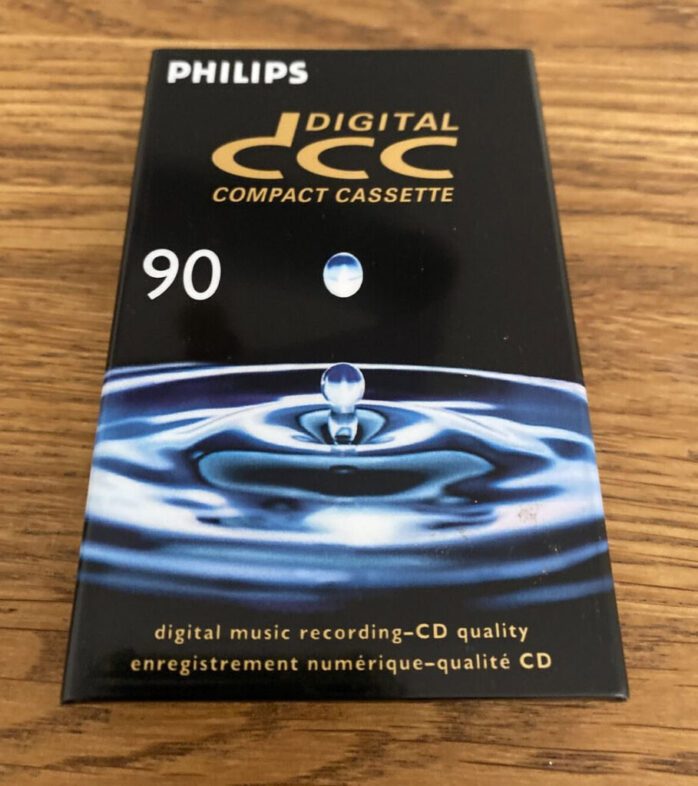 PHILIPS
DIGITAL
dcc
COMPACT CASSETTE
90
digital music recording–CD quality
enregistrement numérique–qualité CD